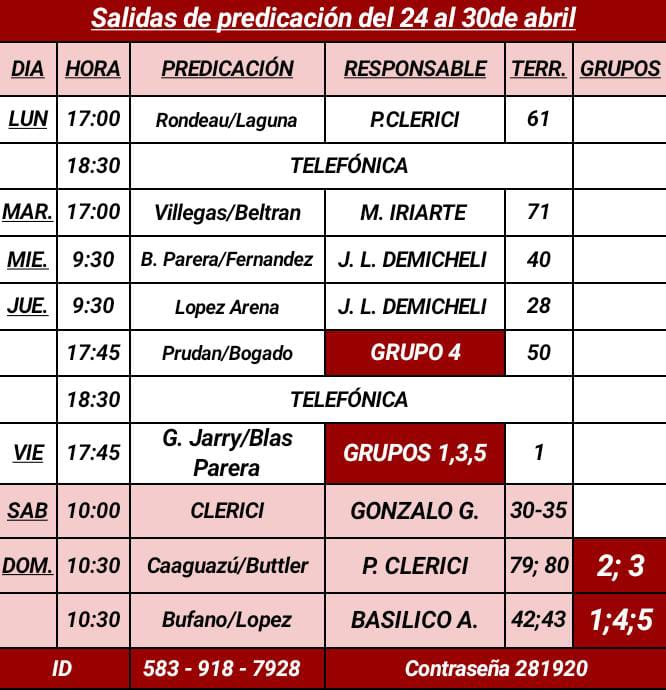 Salidas de predicación del 24 al 30de abril
DIA HORA PREDICACIÓN RESPONSABLE TERR. GRUPOS
LUN 17:00 Rondeau/Laguna P.CLERICI 61
18:30 TELEFÓNICA
MAR. 17:00 Villegas/Beltran M. IRIARTE 71
MIE. 9:30 B. Parera/Fernandez J. L. DEMICHELI 40
JUE. 9:30 Lopez Arena J. L. DEMICHELI 28
17:45 Prudan/Bogado GRUPO 4 50
18:30 TELEFÓNICA
VIE 17:45 G. Jarry/Blas Parera GRUPOS 1,3,5 1
SAB 10:00 CLERICI GONZALO G. 30-35
DOM. 10:30 Caaguazú/Buttler P. CLERICI 79; 80 2; 3
10:30 Bufano/Lopez BASILICO A. 42;43 1;4;5
ID 583 - 918 - 7928 Contraseña 281920